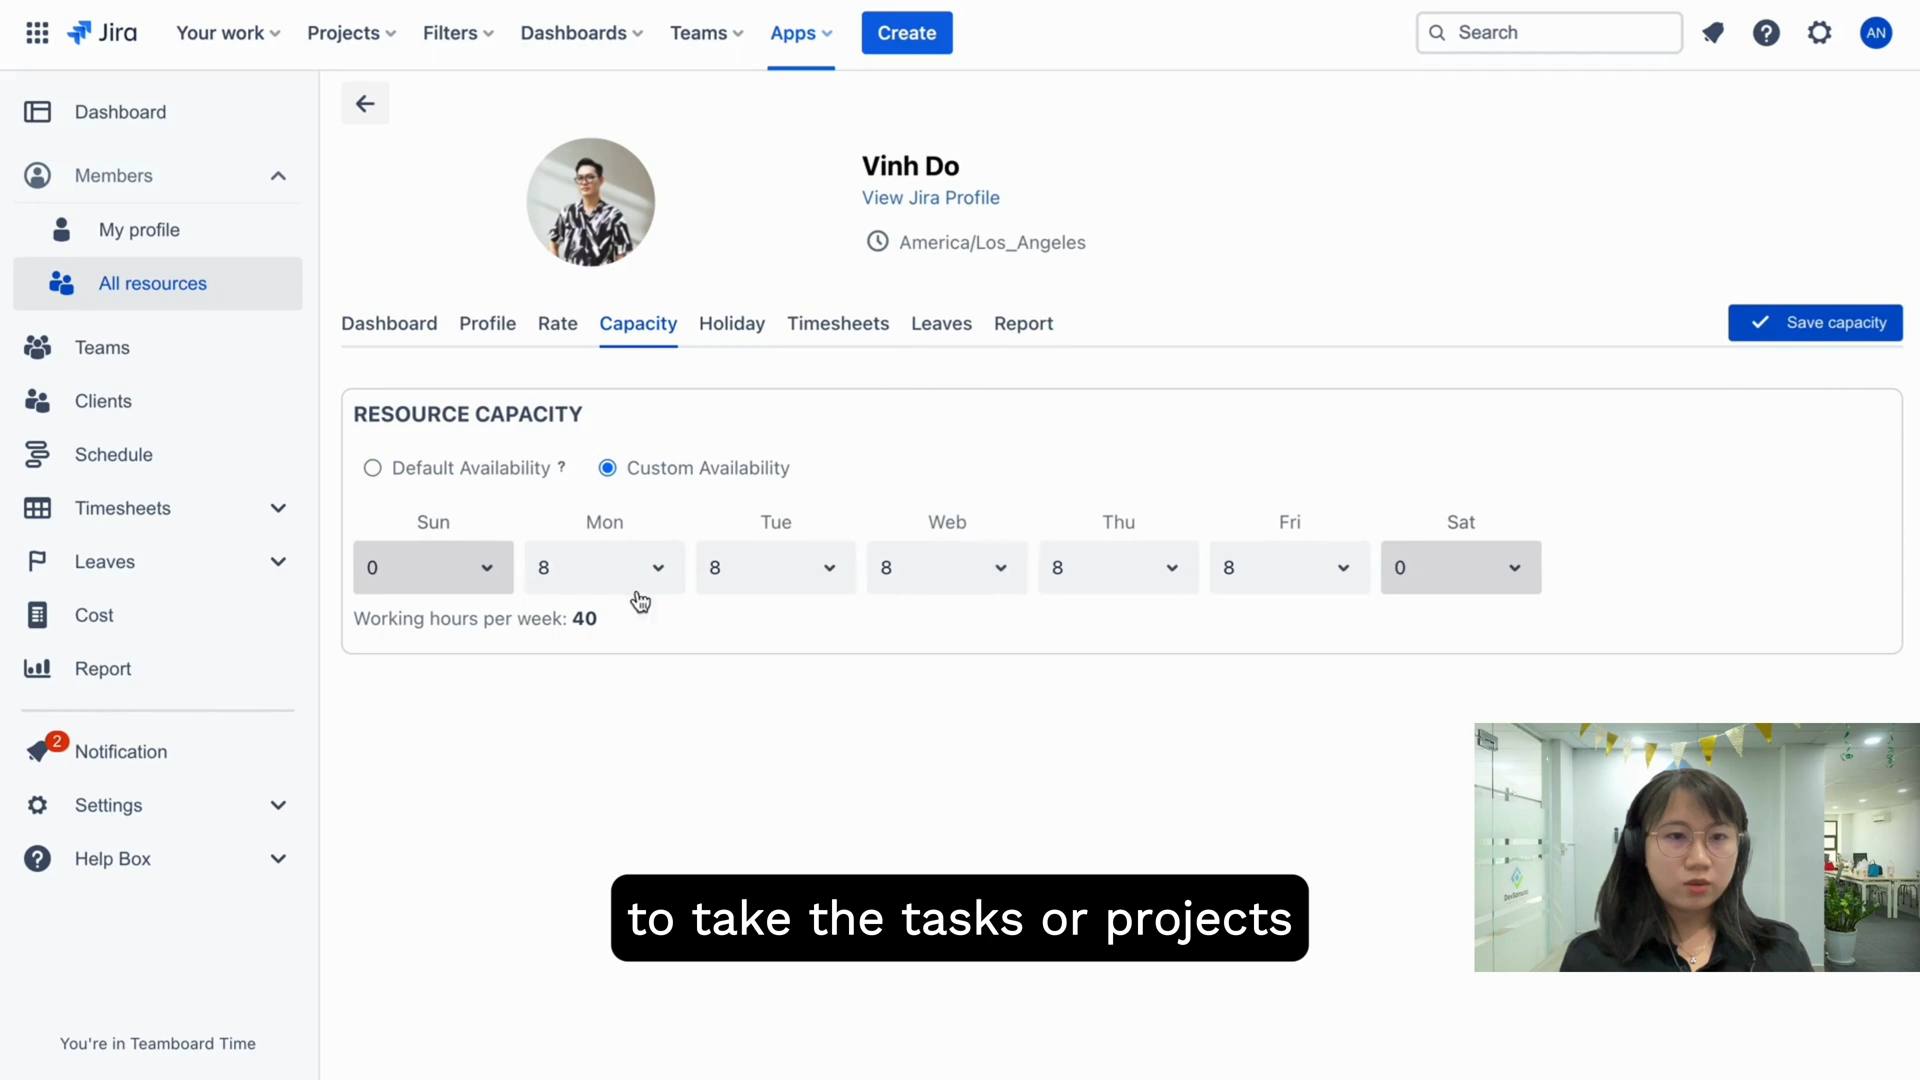 Jira
Your work
Projects
Filters
Dashboards
Teams
Apps
Create
Search
AN
Dashboard
Members
My profile
All resources
Teams
Clients
Schedule
Timesheets
Leaves
Cost
Report
2
Notification
Settings
Help Box
You're in Teamboard Time
Vinh Do
View Jira Profile
America/Los_Angeles
Dashboard Profile Rate Capacity Holiday Timesheets Leaves Report
Save capacity
RESOURCE CAPACITY
Default Availability ? Custom Availability
Sun Mon Tue Web Thu Fri Sat
0 8 8 8 8 8 0
Working hours per week: 40
DevSamurai
to take the tasks or projects